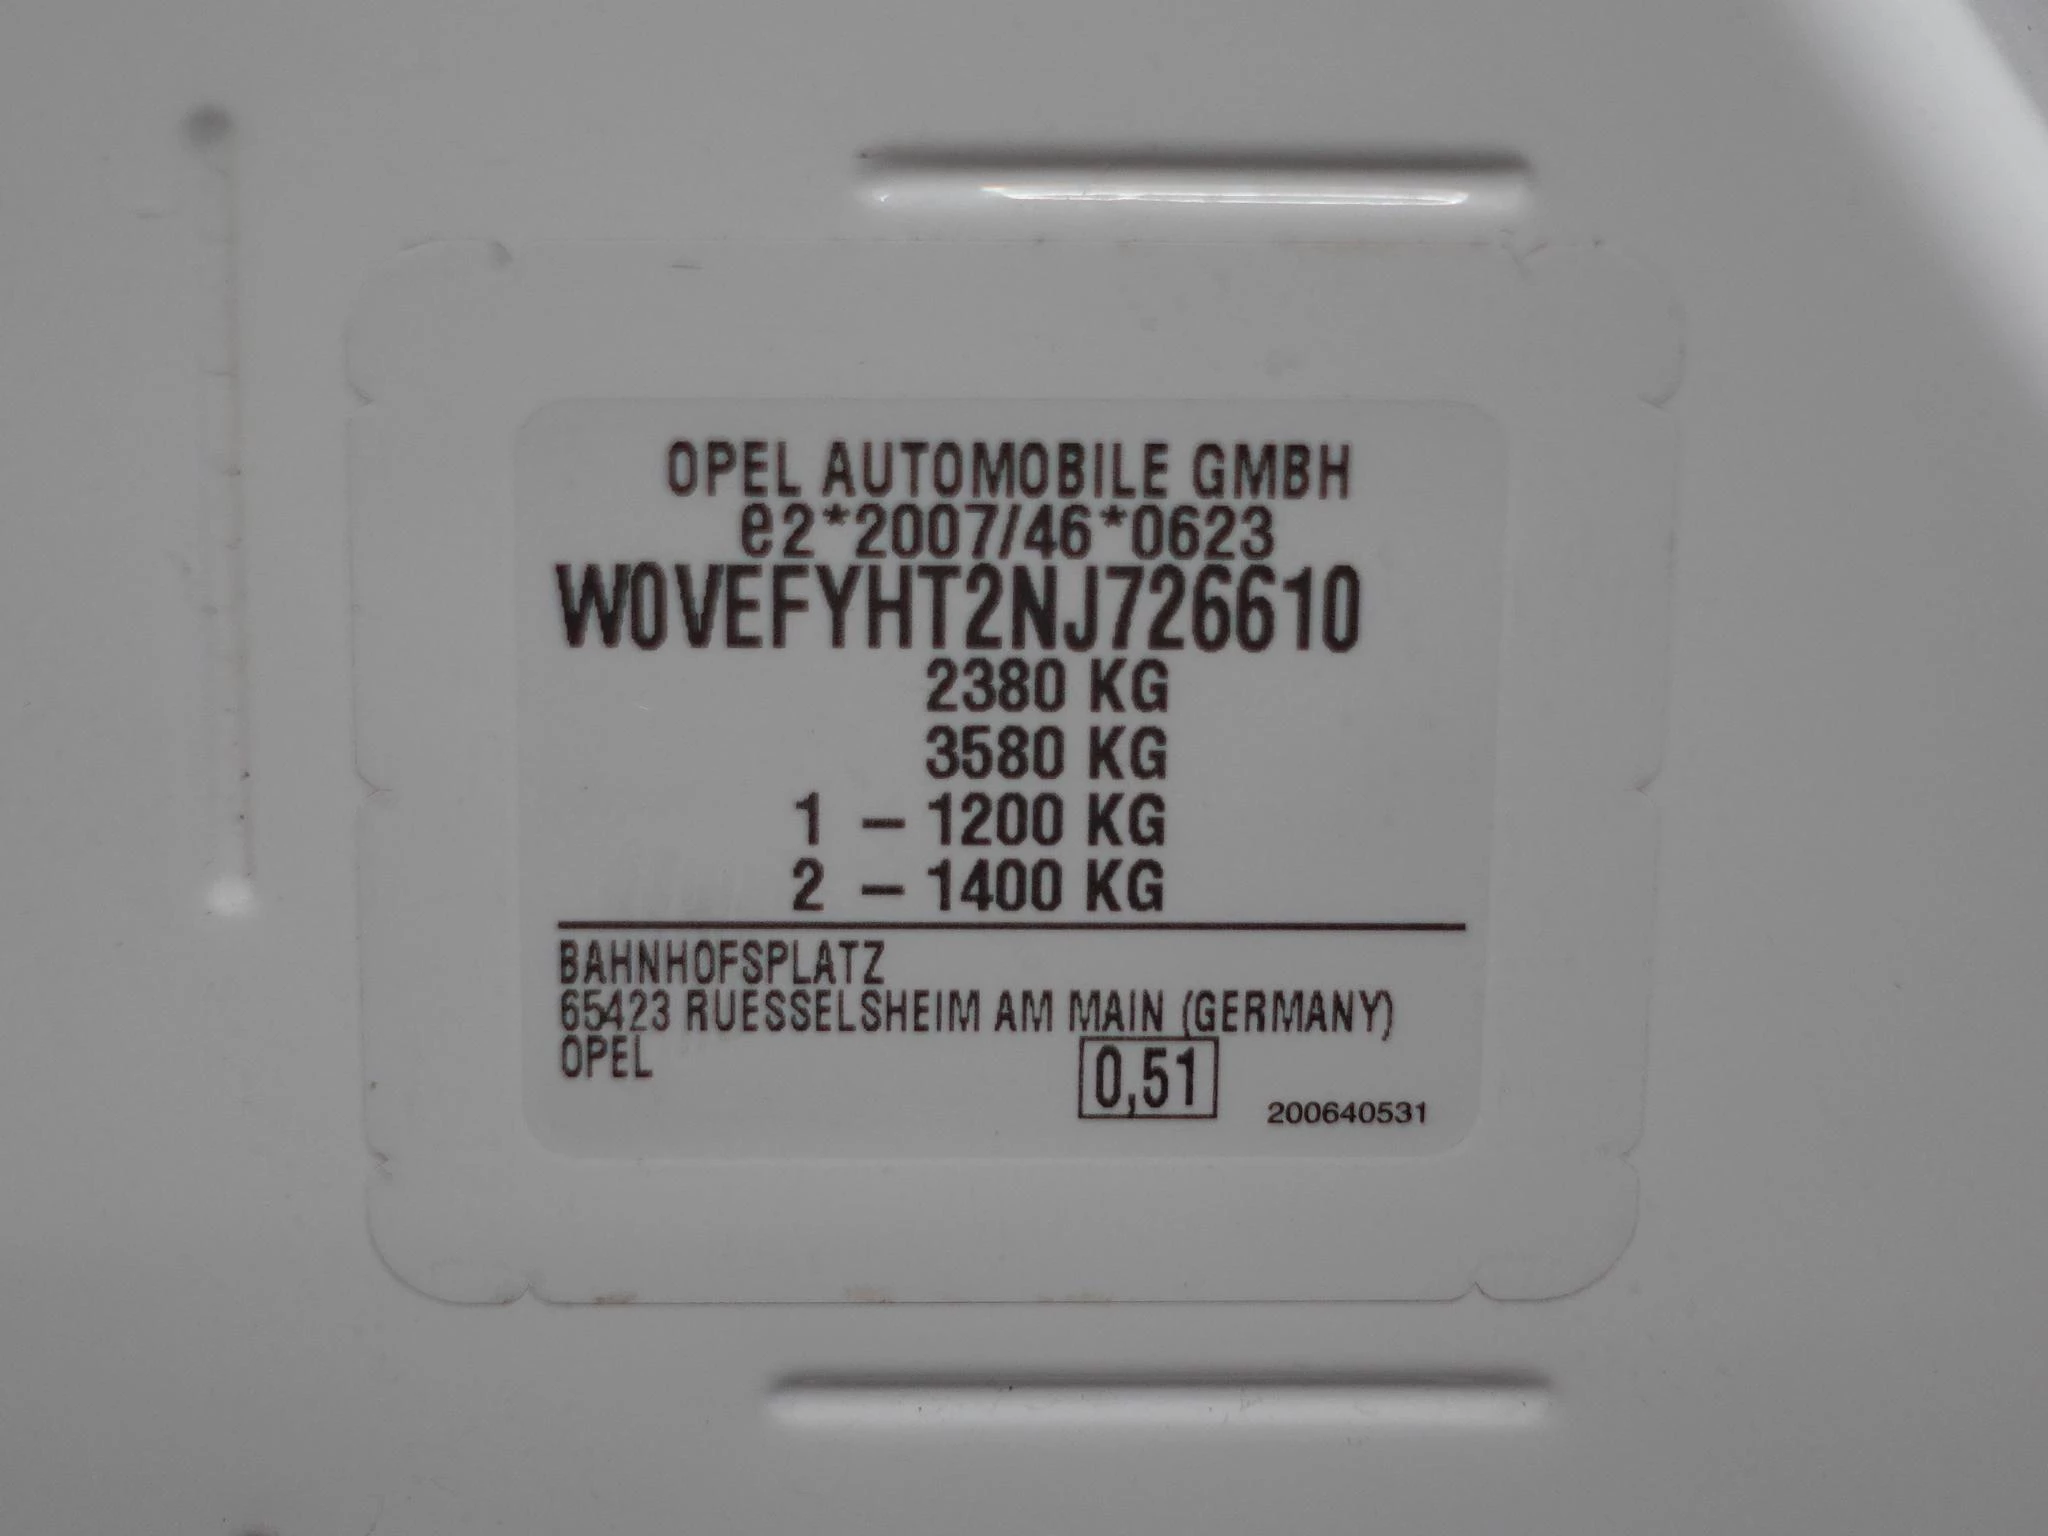 OPEL AUTOMOBILE GMBH
e2*2007/46*0623
W0VEFYHT2NJ726610
2380 KG
3580 KG
1 – 1200 KG
2 – 1400 KG
BAHNHOFSPLATZ
65423 RUESSELSHEIM AM MAIN (GERMANY)
OPEL
0,51
200640531